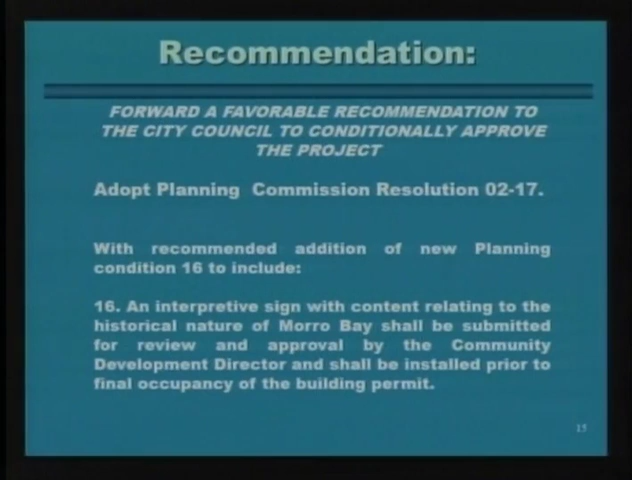 Recommendation:
FORWARD A FAVORABLE RECOMMENDATION TO
THE CITY COUNCIL TO CONDITIONALLY APPROVE
THE PROJECT
Adopt Planning Commission Resolution 02-17.
With recommended addition of new Planning
condition 16 to include:
16. An interpretive sign with content relating to the
historical nature of Morro Bay shall be submitted
for review and approval by the Community
Development Director and shall be installed prior to
final occupancy of the building permit.
15